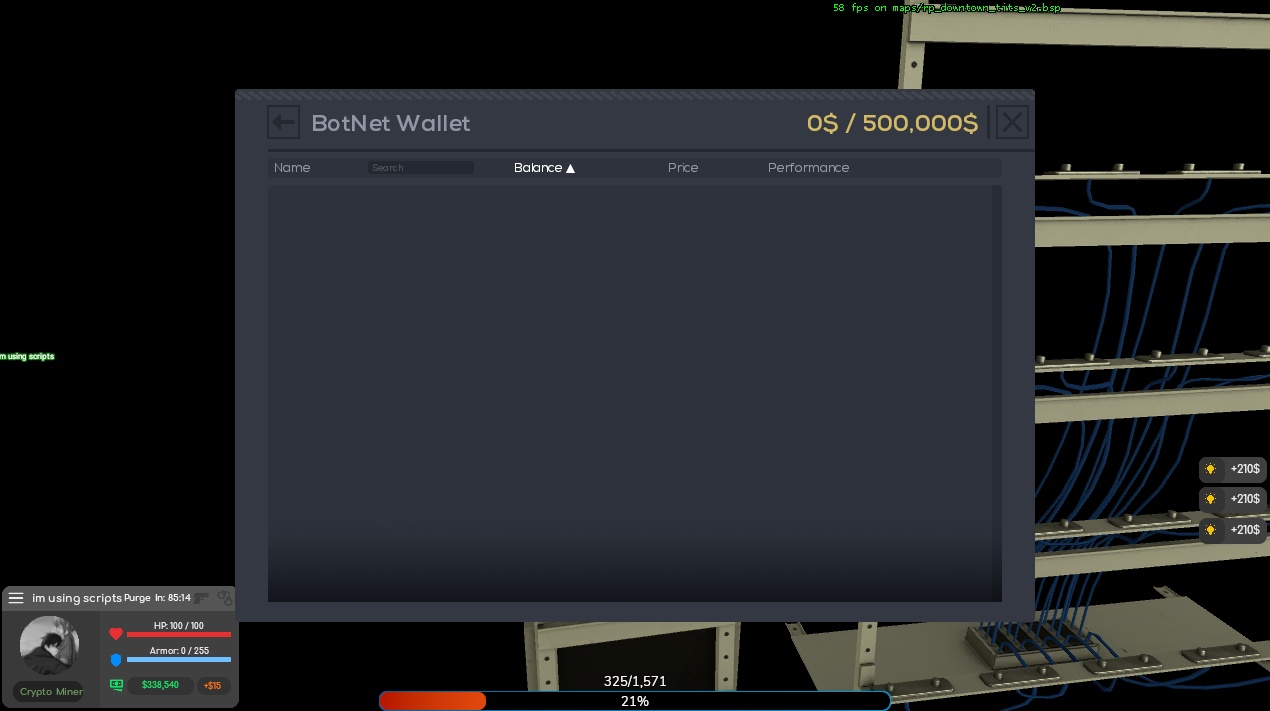 58 fps on maps/rp_downtown_tits_v2.bsp
BotNet Wallet
0$ / 500,000$
Name
Search
Balance ▲
Price
Performance
m using scripts
+210$
+210$
+210$
im using scripts
Purge In: 85:14
HP: 100 / 100
Armor: 0 / 255
Crypto Miner
$338,540
+$15
325/1,571
21%